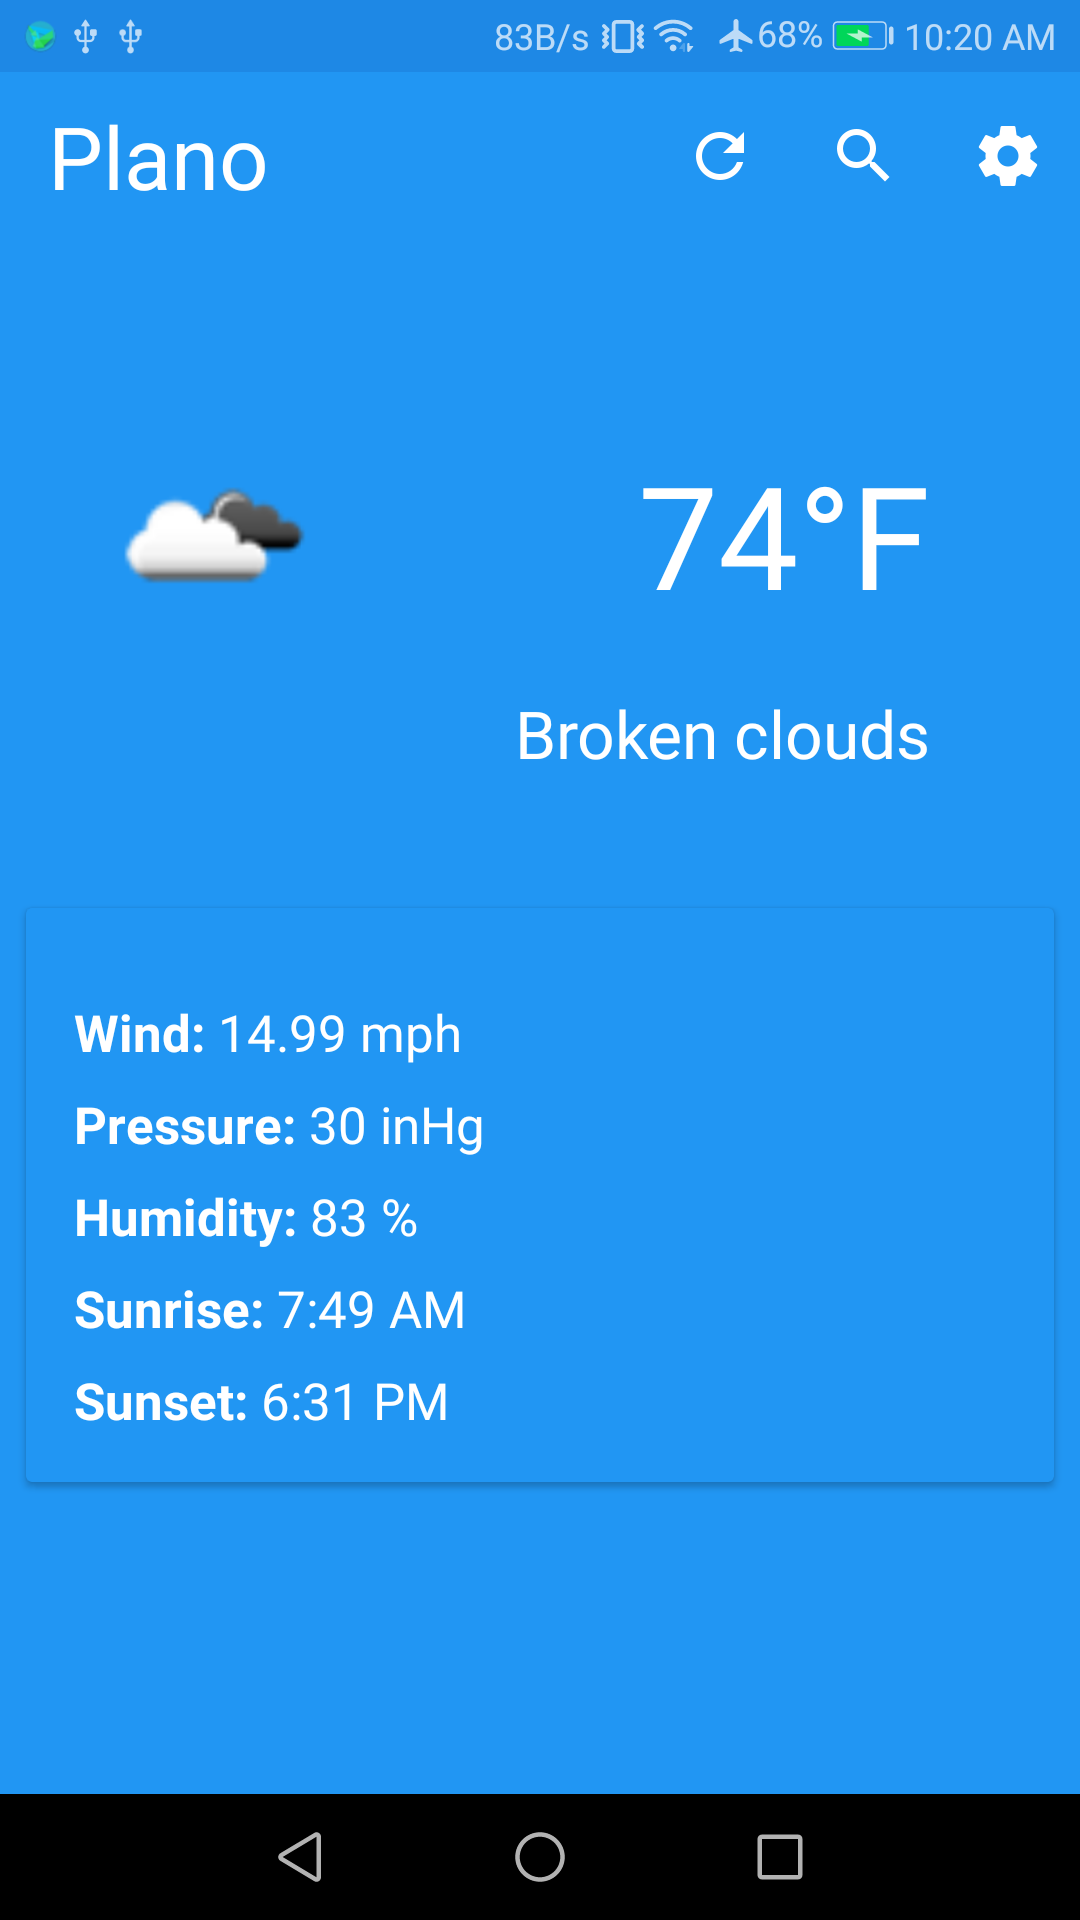 83B/s 68% 10:20 AM
Plano
74°F
Broken clouds
Wind: 14.99 mph
Pressure: 30 inHg
Humidity: 83 %
Sunrise: 7:49 AM
Sunset: 6:31 PM